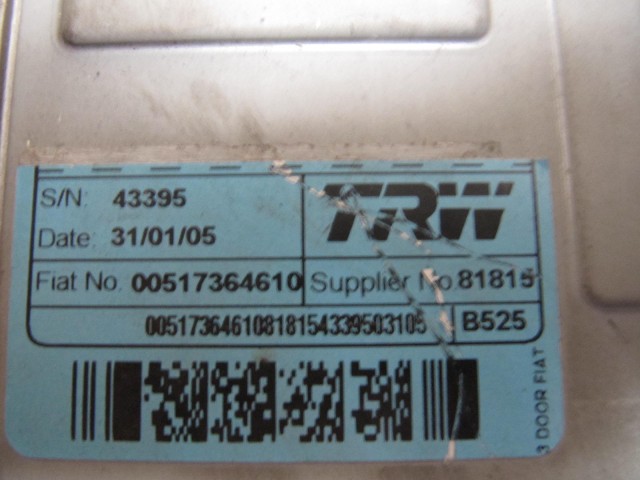 S/N: 43395
TRW
Date: 31/01/05
Fiat No. 00517364610 Supplier No. 81815
00517364610818154339503105 B525
3 DOOR FIAT